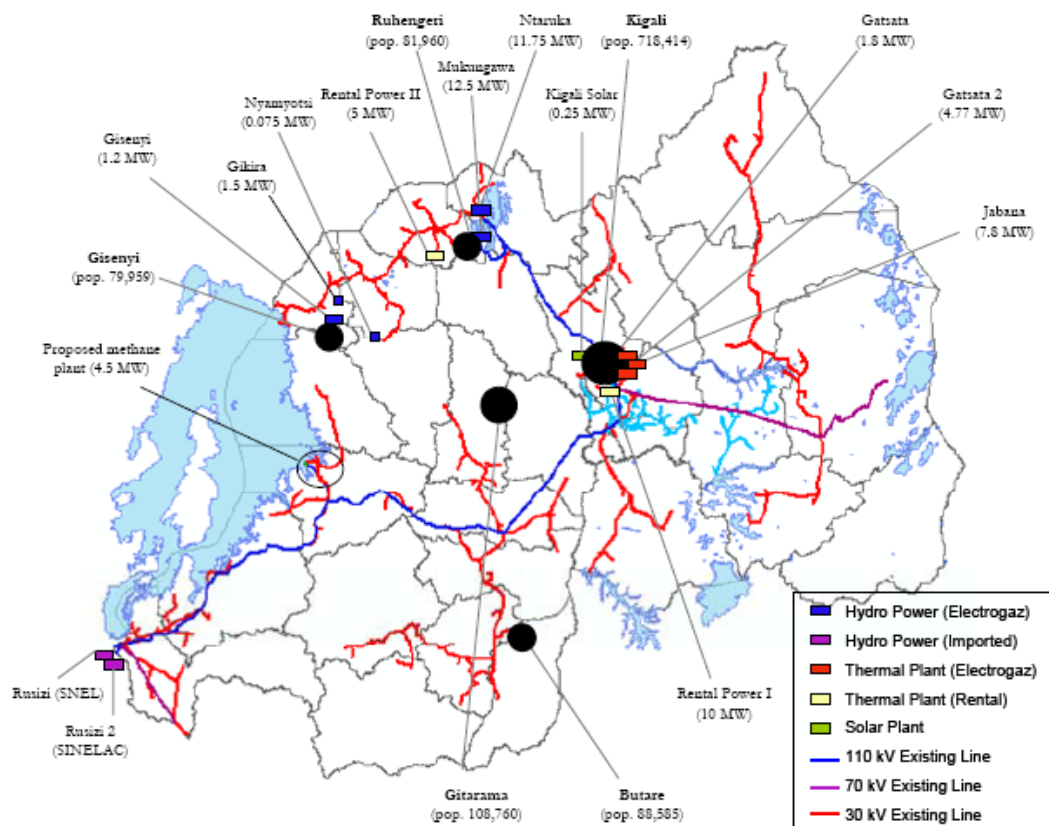 Ruhengeri
(pop. 81,960)
Ntaruka
(11.75 MW)
Kigali
(pop. 718,414)
Gatsata
(1.8 MW)
Mukungawa
(12.5 MW)
Rental Power II
(5 MW)
Kigali Solar
(0.25 MW)
Nyamyotsi
(0.075 MW)
Gatsata 2
(4.77 MW)
Gisenyi
(1.2 MW)
Gikira
(1.5 MW)
Jabana
(7.8 MW)
Gisenyi
(pop. 79,959)
Proposed methane
plant (4.5 MW)
Rusizi (SNEL)
Rusizi 2
(SINELAC)
Rental Power I
(10 MW)
Gitarama
(pop. 108,760)
Butare
(pop. 88,585)
Hydro Power (Electrogaz)
Hydro Power (Imported)
Thermal Plant (Electrogaz)
Thermal Plant (Rental)
Solar Plant
110 kV Existing Line
70 kV Existing Line
30 kV Existing Line